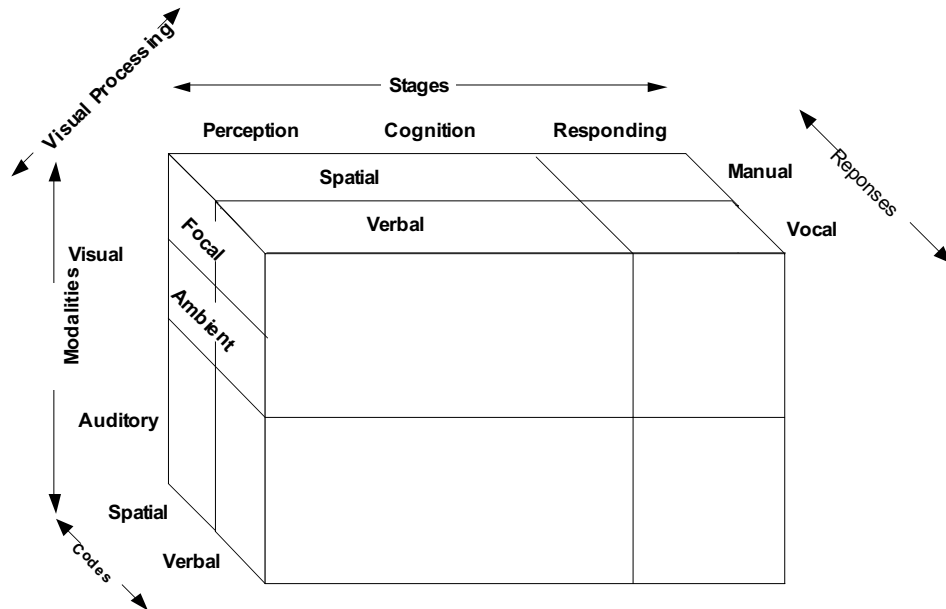 Visual Processing
Stages
Perception Cognition Responding
Spatial
Manual
Reponses
Verbal
Vocal
Focal
Visual
Modalities
Ambient
Auditory
Spatial
Verbal
Codes